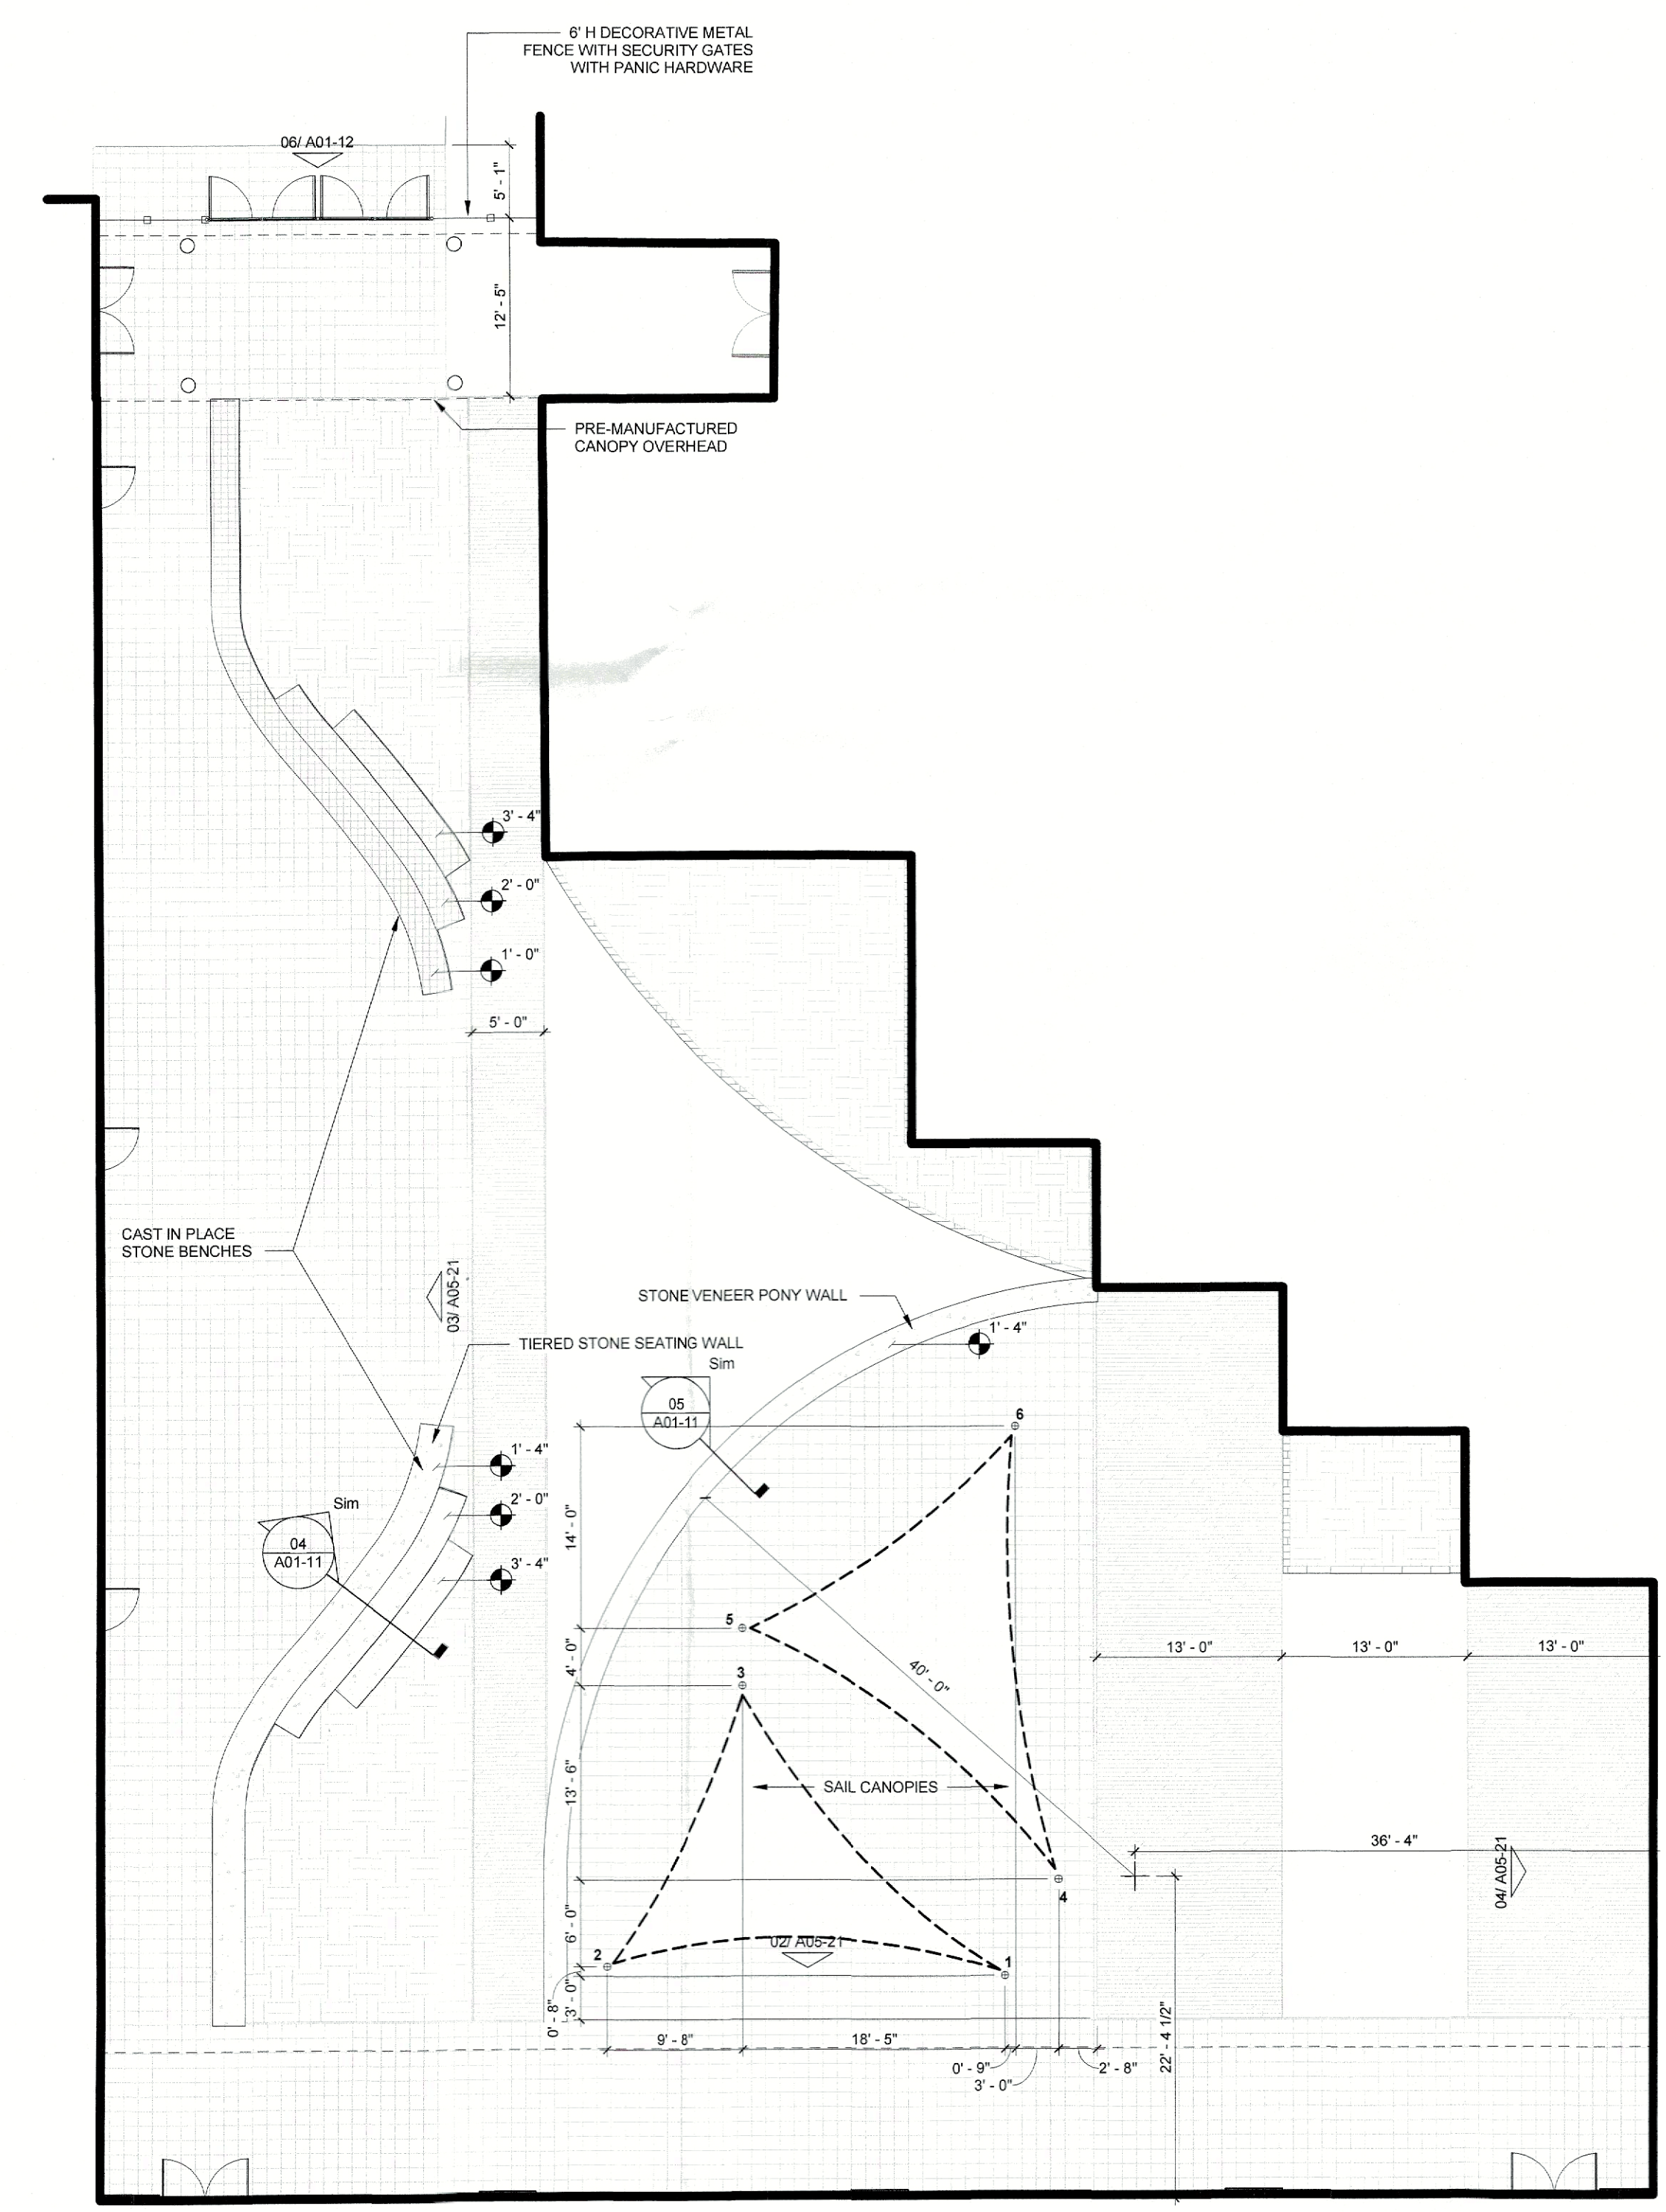 6' H DECORATIVE METAL
FENCE WITH SECURITY GATES
WITH PANIC HARDWARE
06/ A01-12
5' - 1"
12' - 5"
PRE-MANUFACTURED
CANOPY OVERHEAD
3' - 4"
2' - 0"
1' - 0"
5' - 0"
CAST IN PLACE
STONE BENCHES
03/ A05-21
STONE VENEER PONY WALL
1' - 4"
TIERED STONE SEATING WALL
Sim
05
A01-11
6
1' - 4"
2' - 0"
3' - 4"
Sim
04
A01-11
14' - 0"
5
4' - 0"
3
40' - 0"
13' - 0"
13' - 0"
13' - 0"
13' - 6"
SAIL CANOPIES
36' - 4"
04/ A05-21
4
6' - 0"
02/ A05-21
2
1
0' - 8"
3' - 0"
9' - 8"
18' - 5"
0' - 9"
3' - 0"
2' - 8"
22' - 4 1/2"